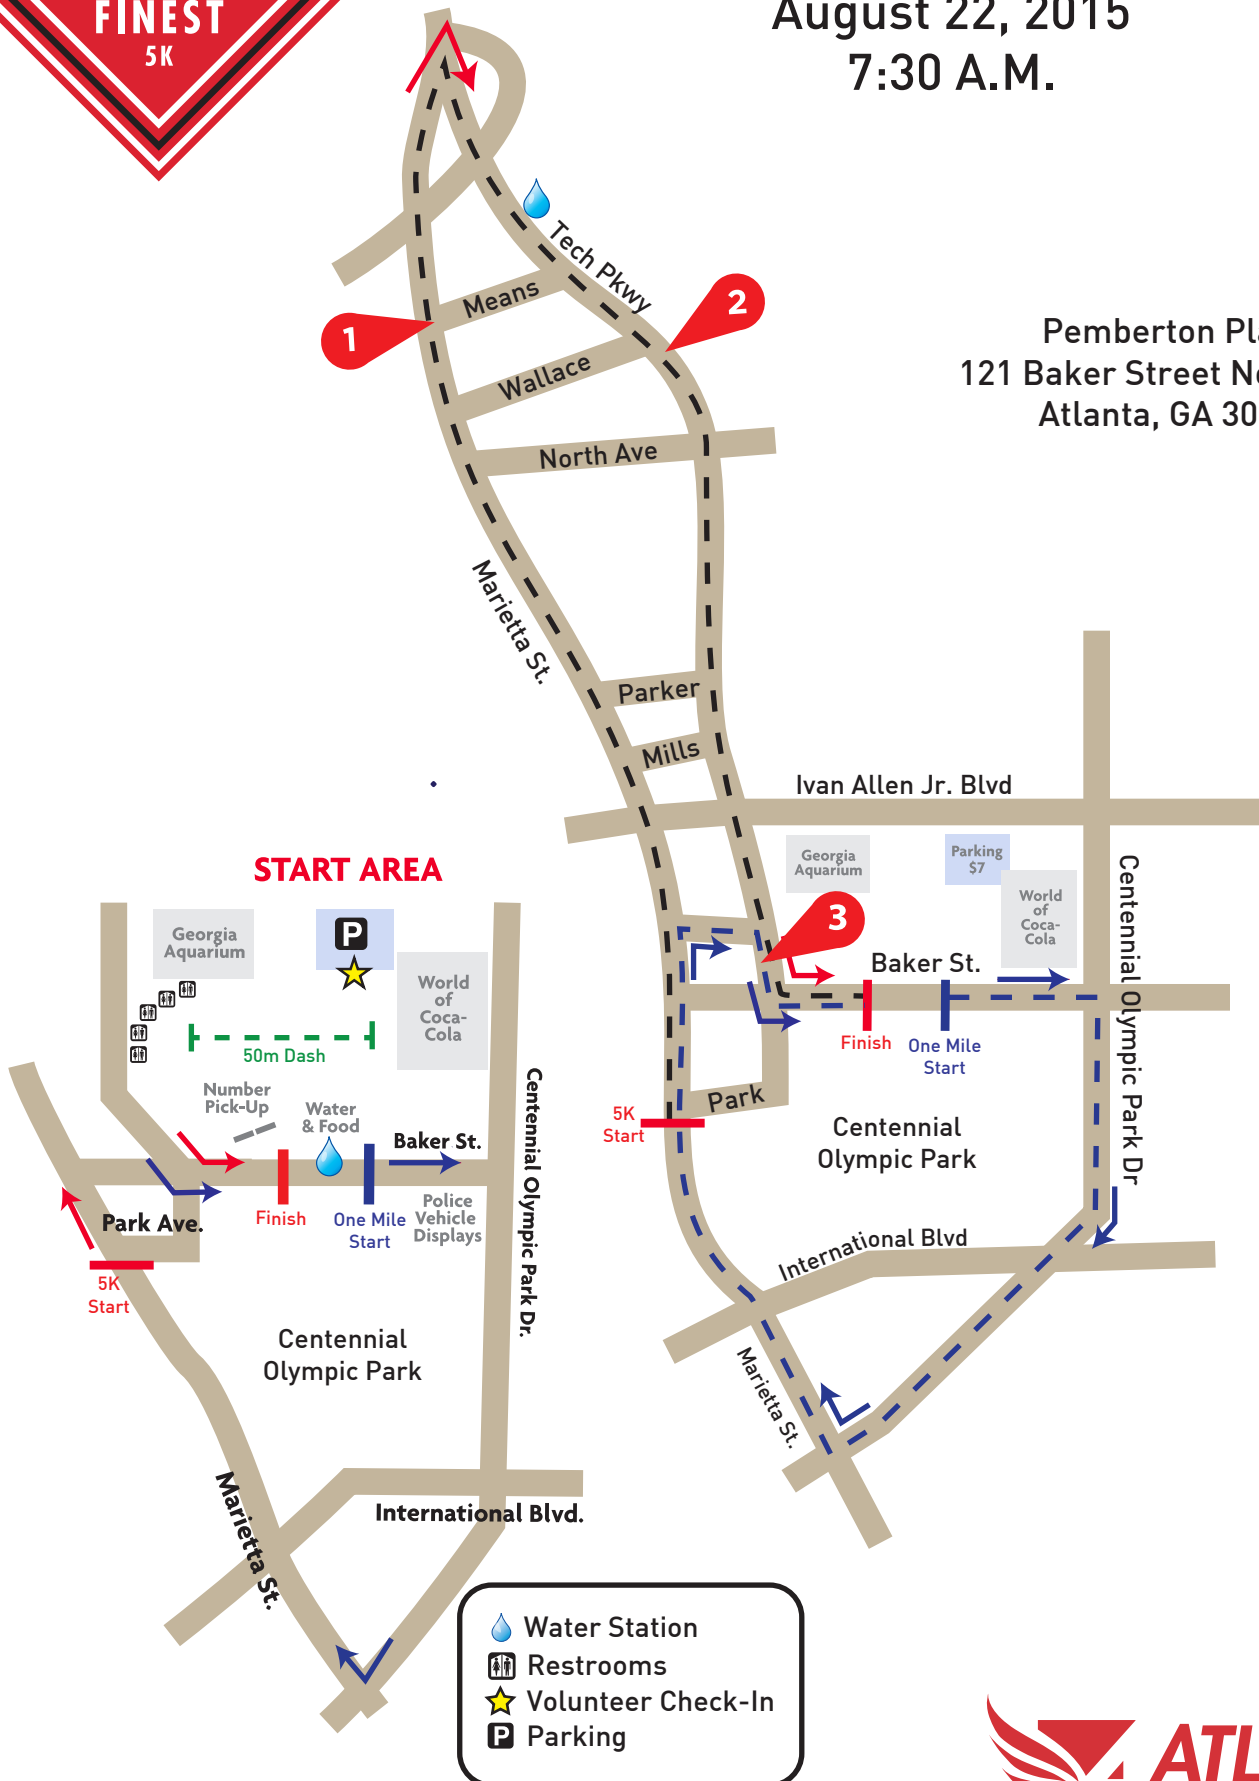 FINEST
5K
August 22, 2015
7:30 A.M.
Tech Pkwy
Means
1
2
Wallace
North Ave
Pemberton Pla
121 Baker Street No
Atlanta, GA 30
Marietta St.
Parker
Mills
Ivan Allen Jr. Blvd
Georgia
Aquarium
Parking
$7
World
of
Coca-
Cola
3
Baker St.
Finish
One Mile
Start
Centennial Olympic Park Dr
Park
5K
Start
Centennial
Olympic Park
International Blvd
Marietta St.
START AREA
Georgia
Aquarium
P
World
of
Coca-
Cola
50m Dash
Number
Pick-Up
Water
& Food
Baker St.
Centennial Olympic Park Dr.
Park Ave.
Finish
One Mile
Start
Police
Vehicle
Displays
5K
Start
Centennial
Olympic Park
Marietta St.
International Blvd.
Water Station
Restrooms
Volunteer Check-In
P Parking
ATL